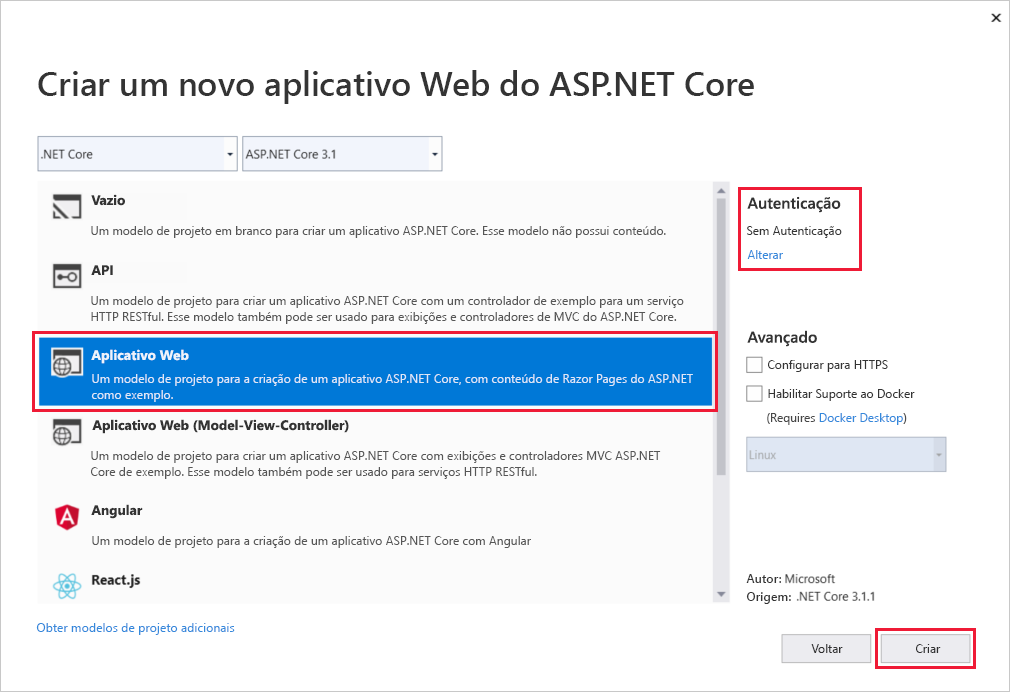 Criar um novo aplicativo Web do ASP.NET Core
.NET Core
ASP.NET Core 3.1
Vazio
Um modelo de projeto em branco para criar um aplicativo ASP.NET Core. Esse modelo não possui conteúdo.
API
Um modelo de projeto para criar um aplicativo ASP.NET Core com um controlador de exemplo para um serviço
HTTP RESTful. Esse modelo também pode ser usado para exibições e controladores de MVC do ASP.NET Core.
Aplicativo Web
Um modelo de projeto para a criação de um aplicativo ASP.NET Core, com conteúdo de Razor Pages do ASP.NET
como exemplo.
Aplicativo Web (Model-View-Controller)
Um modelo de projeto para criar um aplicativo ASP.NET Core com exibições e controladores MVC ASP.NET
Core de exemplo. Esse modelo também pode ser usado para serviços HTTP RESTful.
Angular
Um modelo de projeto para a criação de um aplicativo ASP.NET Core com Angular
React.js
Obter modelos de projeto adicionais
Autenticação
Sem Autenticação
Alterar
Avançado
Configurar para HTTPS
Habilitar Suporte ao Docker
(Requires Docker Desktop)
Linux
Autor: Microsoft
Origem: .NET Core 3.1.1
Voltar
Criar